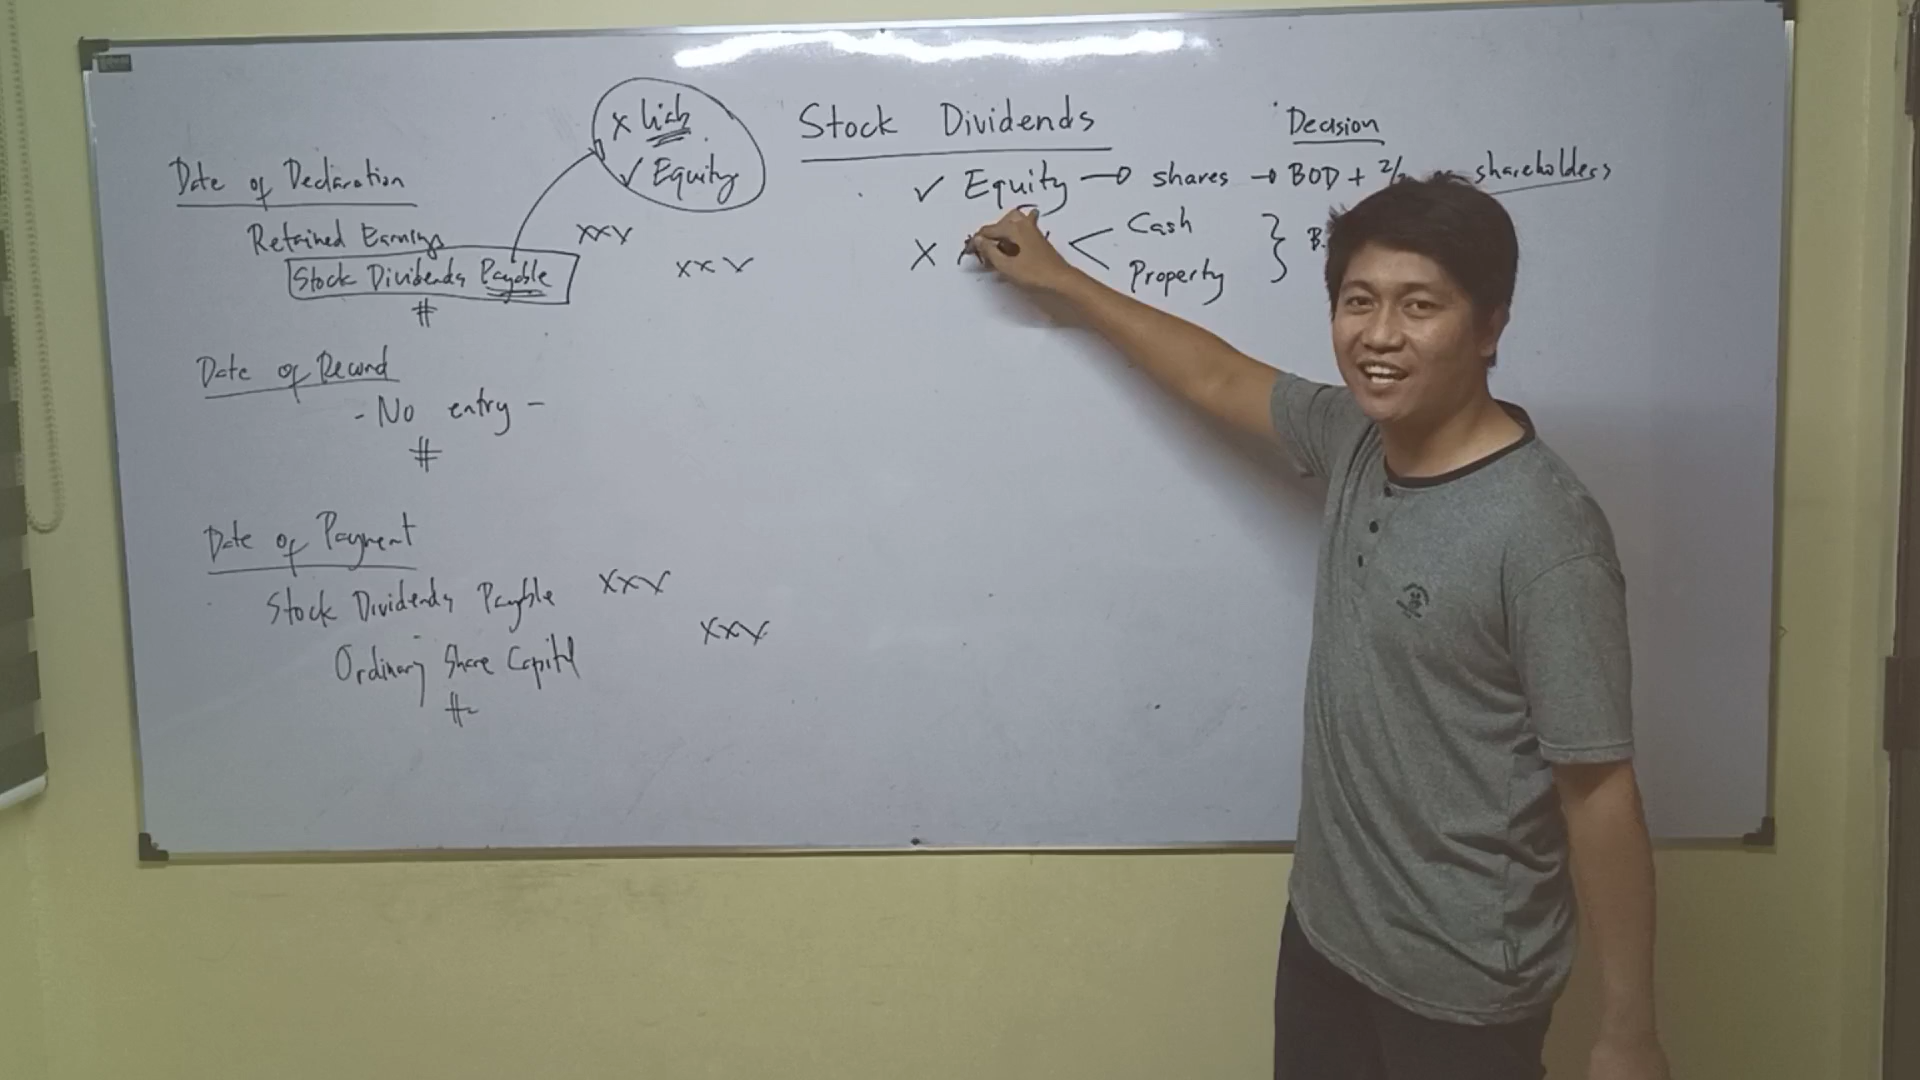 Stock Dividends
Decision
✓ Equity → shares → BOD + 2/ shareholders
X
Cash
Property }
x liab.
✓ Equity
Date of Declaration
Retained Earnings xxx
Stock Dividends Payable xxx
#
Date of Record
- No entry -
#
Date of Payment
Stock Dividends Payable xxx
Ordinary Share Capital xxx
#